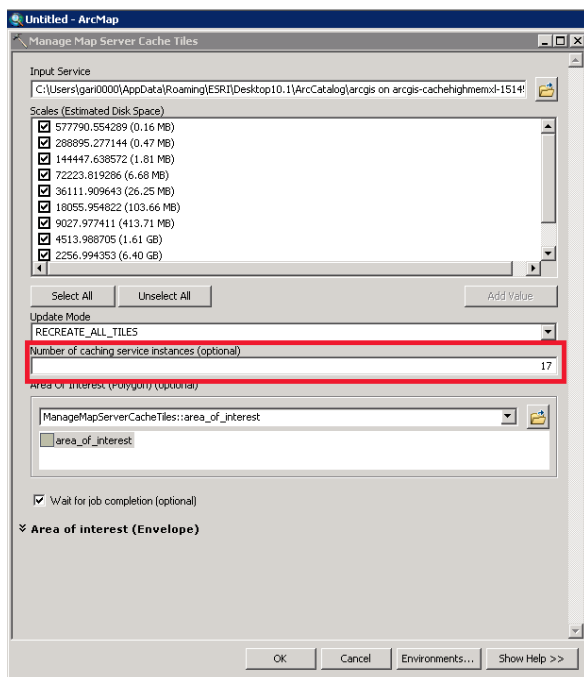 Untitled - ArcMap
Manage Map Server Cache Tiles
Input Service
C:\Users\gari0000\AppData\Roaming\ESRI\Desktop10.1\ArcCatalog\arcgis on arcgis-cachehighmemxl-1514
Scales (Estimated Disk Space)
577790.554289 (0.16 MB)
288895.277144 (0.47 MB)
144447.638572 (1.81 MB)
72223.819286 (6.68 MB)
36111.909643 (26.25 MB)
18055.954822 (103.66 MB)
9027.977411 (413.71 MB)
4513.988705 (1.61 GB)
2256.994353 (6.40 GB)
Select All Unselect All Add Value
Update Mode
RECREATE_ALL_TILES
Number of caching service instances (optional)
17
Area Of Interest (Polygon) (optional)
ManageMapServerCacheTiles::area_of_interest
area_of_interest
Wait for job completion (optional)
Area of interest (Envelope)
OK Cancel Environments... Show Help >>